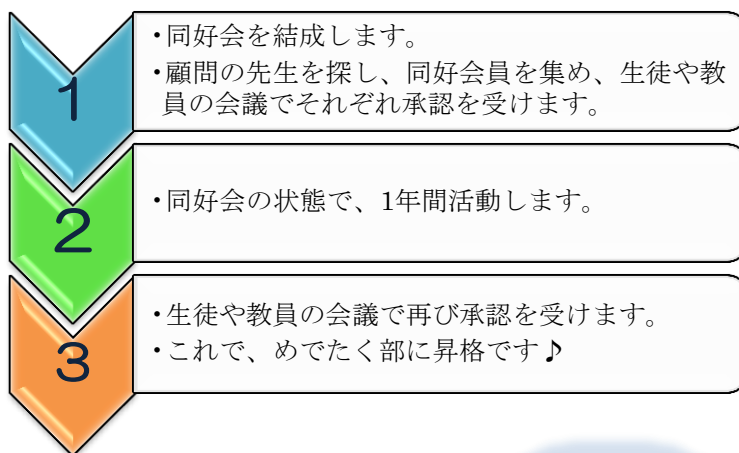 1
・同好会を結成します。
・顧問の先生を探し、同好会員を集め、生徒や教
員の会議でそれぞれ承認を受けます。
2
・同好会の状態で、1年間活動します。
3
・生徒や教員の会議で再び承認を受けます。
・これで、めでたく部に昇格です♪